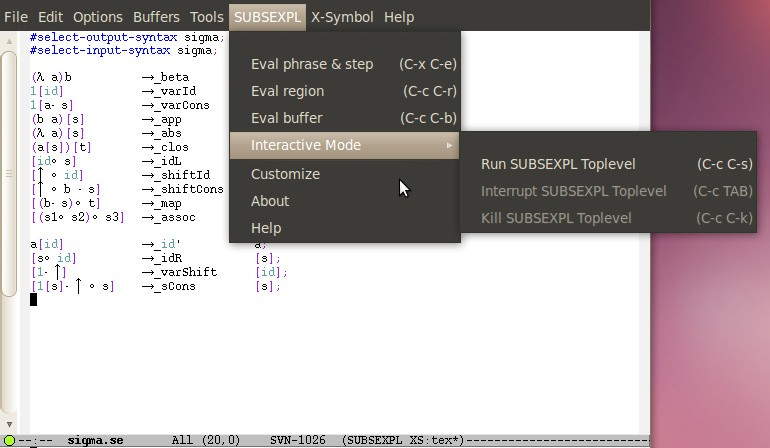 File Edit Options Buffers Tools SUBSEXPL X-Symbol Help
#select-output-syntax sigma;
#select-input-syntax sigma;
(λ a)b →_beta
1[id] →_varId
1[a· s] →_varCons
(b a)[s] →_app
(λ a)[s] →_abs
(a[s])[t] →_clos
[id∘ s] →_idL
[↑ ∘ id] →_shiftId
[↑ ∘ b · s] →_shiftCons
[(b· s)∘ t] →_map
[(s1∘ s2)∘ s3] →_assoc
a[id] →_id' a;
[s∘ id] →_idR [s];
[1· ↑] →_varShift [id];
[1[s]· ↑ ∘ s] →_sCons [s];
Eval phrase & step (C-x C-e)
Eval region (C-c C-r)
Eval buffer (C-c C-b)
Interactive Mode
Customize
About
Help
Run SUBSEXPL Toplevel (C-c C-s)
Interrupt SUBSEXPL Toplevel (C-c TAB)
Kill SUBSEXPL Toplevel (C-c C-k)
--:-- sigma.se All (20,0) SVN-1026 (SUBSEXPL XS:tex*)--------------------